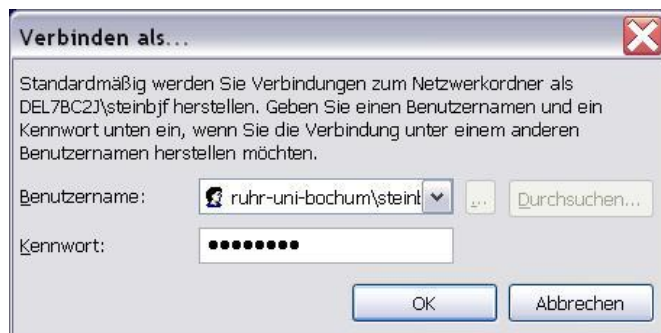 Verbinden als...
Standardmäßig werden Sie Verbindungen zum Netzwerkordner als
DEL7BC2J\steinbjf herstellen. Geben Sie einen Benutzernamen und ein
Kennwort unten ein, wenn Sie die Verbindung unter einem anderen
Benutzernamen herstellen möchten.
Benutzername: ruhr-uni-bochum\steint ... Durchsuchen...
Kennwort: ●●●●●●●●
OK Abbrechen